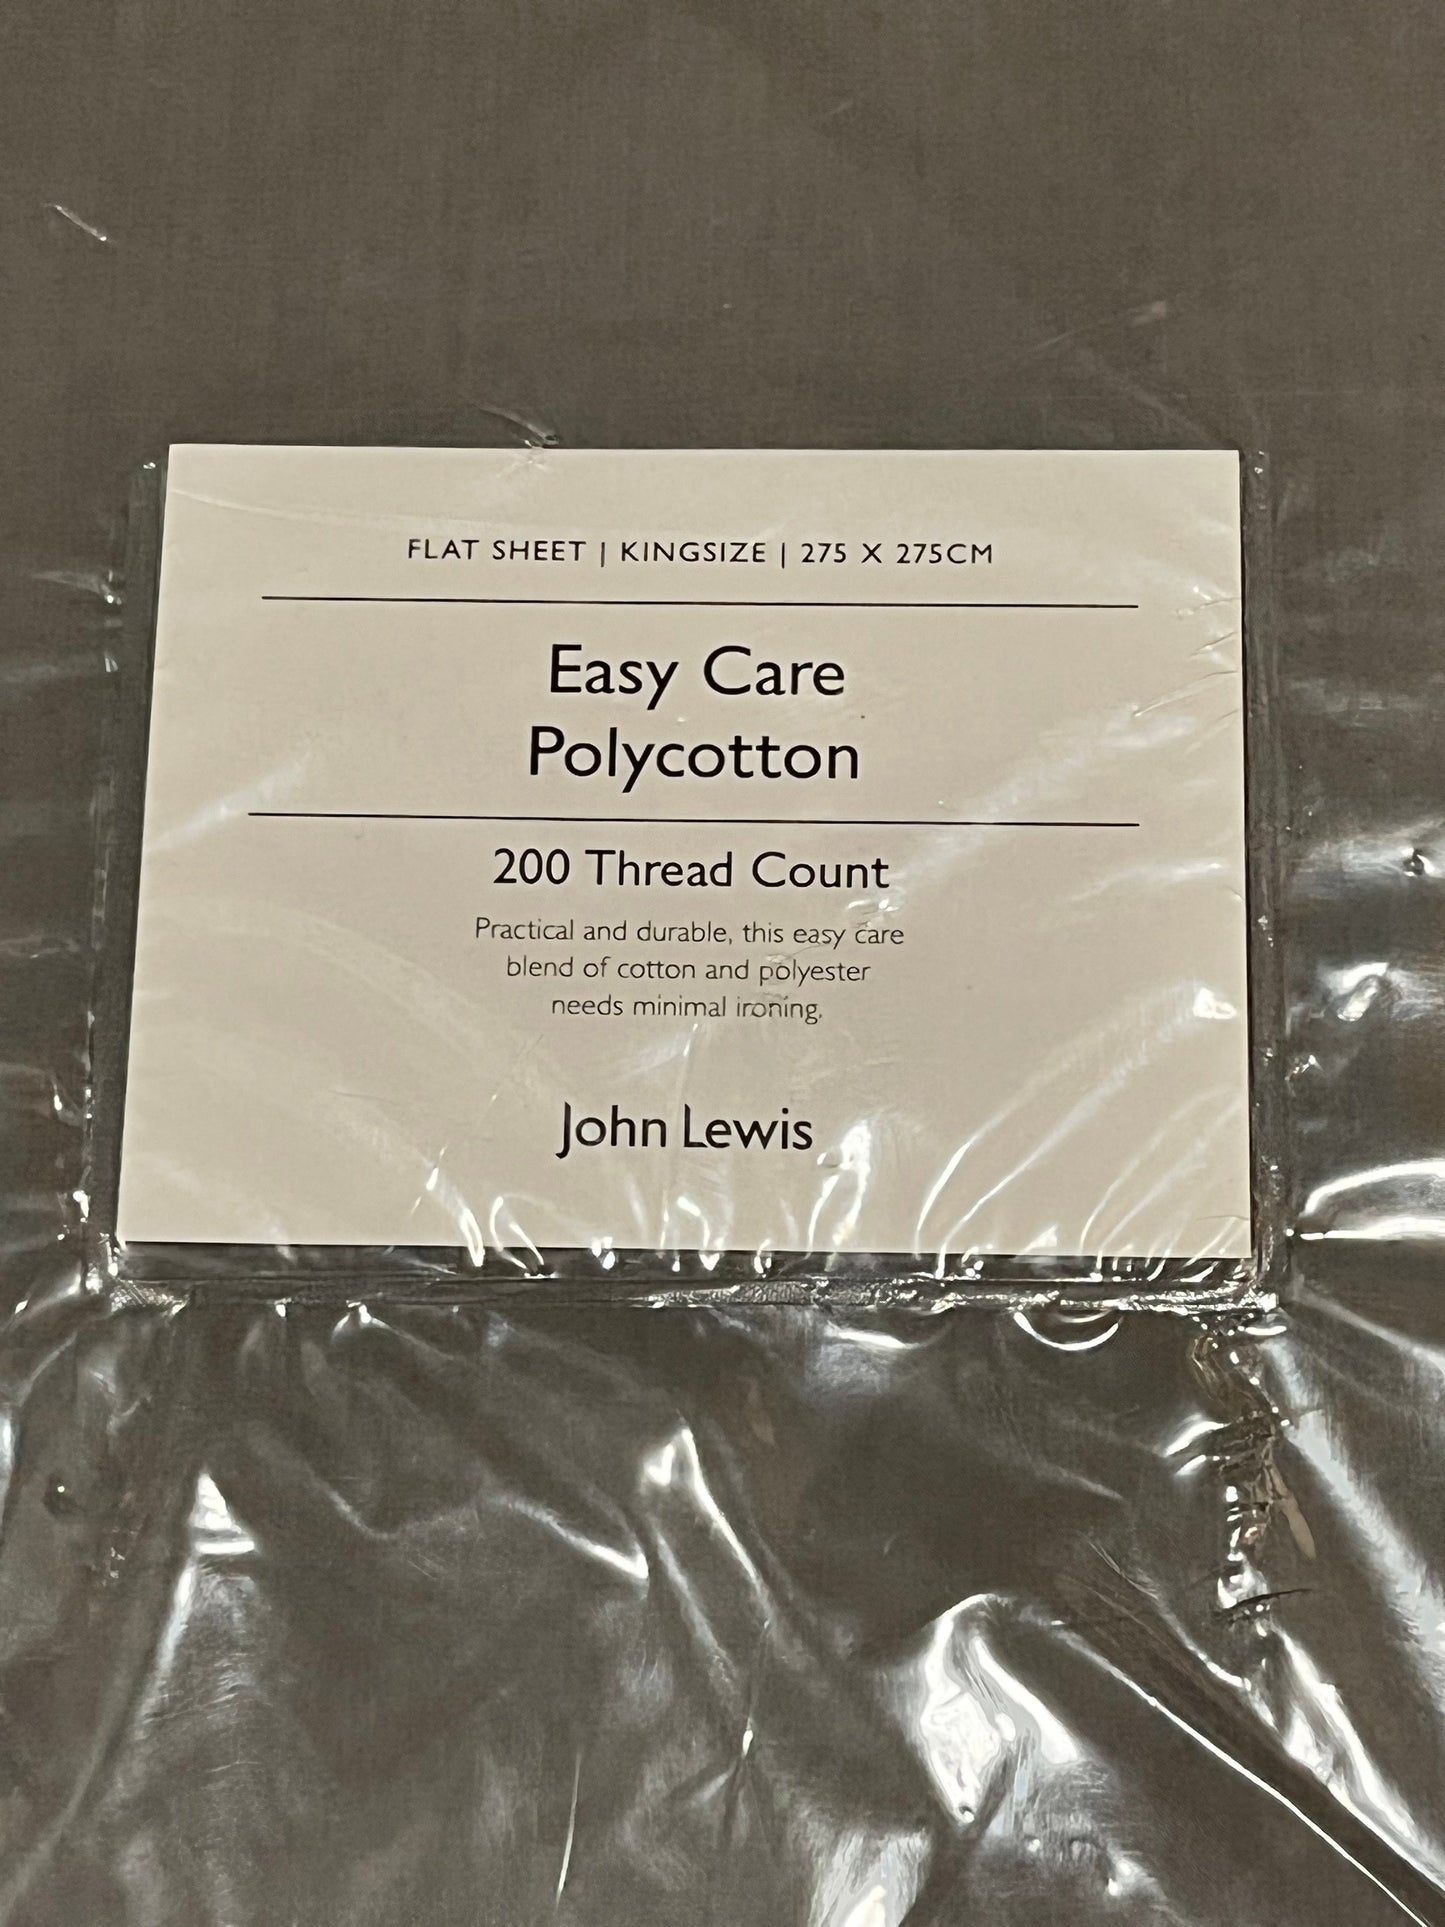 FLAT SHEET | KINGSIZE | 275 X 275CM
Easy Care
Polycotton
200 Thread Count
Practical and durable, this easy care
blend of cotton and polyester
needs minimal ironing.
John Lewis